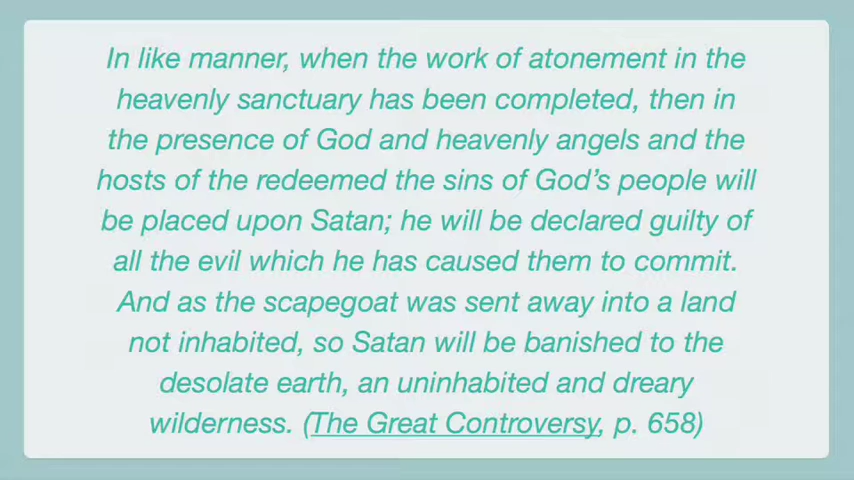 In like manner, when the work of atonement in the
heavenly sanctuary has been completed, then in
the presence of God and heavenly angels and the
hosts of the redeemed the sins of God’s people will
be placed upon Satan; he will be declared guilty of
all the evil which he has caused them to commit.
And as the scapegoat was sent away into a land
not inhabited, so Satan will be banished to the
desolate earth, an uninhabited and dreary
wilderness. (The Great Controversy, p. 658)